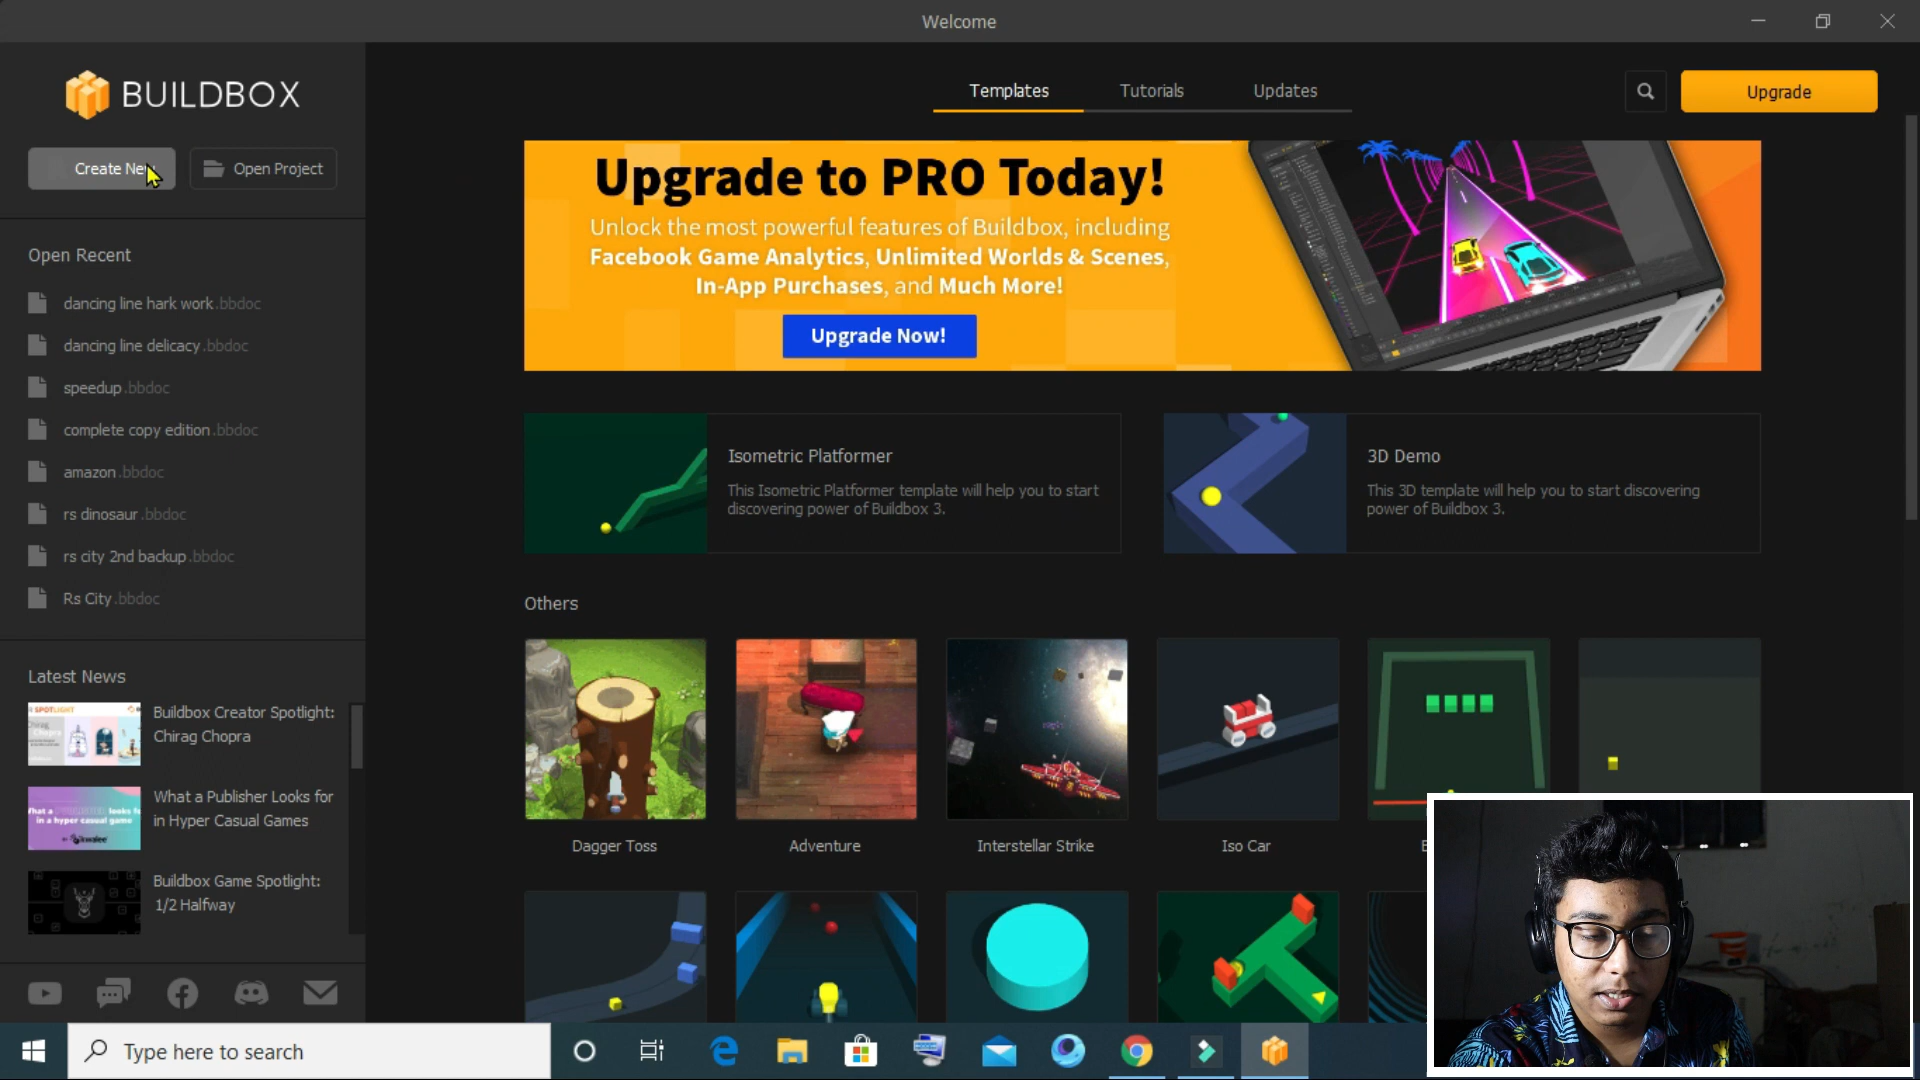 Welcome
BUILDBOX
Templates
Tutorials
Updates
Upgrade
Create New
Open Project
Upgrade to PRO Today!
Unlock the most powerful features of Buildbox, including
Facebook Game Analytics, Unlimited Worlds & Scenes,
In-App Purchases, and Much More!
Upgrade Now!
Open Recent
dancing line hark work.bbdoc
dancing line delicacy.bbdoc
speedup.bbdoc
complete copy edition.bbdoc
amazon.bbdoc
rs dinosaur.bbdoc
rs city 2nd backup.bbdoc
Rs City.bbdoc
Isometric Platformer
This Isometric Platformer template will help you to start
discovering power of Buildbox 3.
3D Demo
This 3D template will help you to start discovering
power of Buildbox 3.
Others
Dagger Toss
Adventure
Interstellar Strike
Iso Car
Latest News
SPOTLIGHT
Buildbox Creator Spotlight:
Chirag Chopra
What a Publisher Looks for
in Hyper Casual Games
in a hyper casual game
Buildbox Game Spotlight:
1/2 Halfway
Type here to search